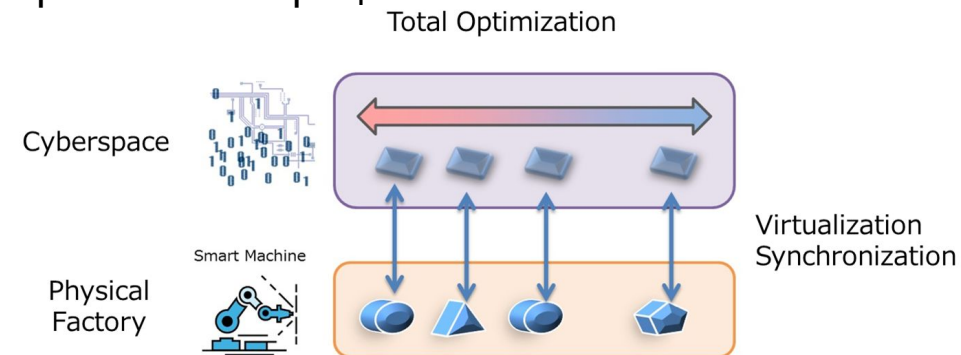 Total Optimization
Cyberspace
Virtualization
Synchronization
Smart Machine
Physical
Factory